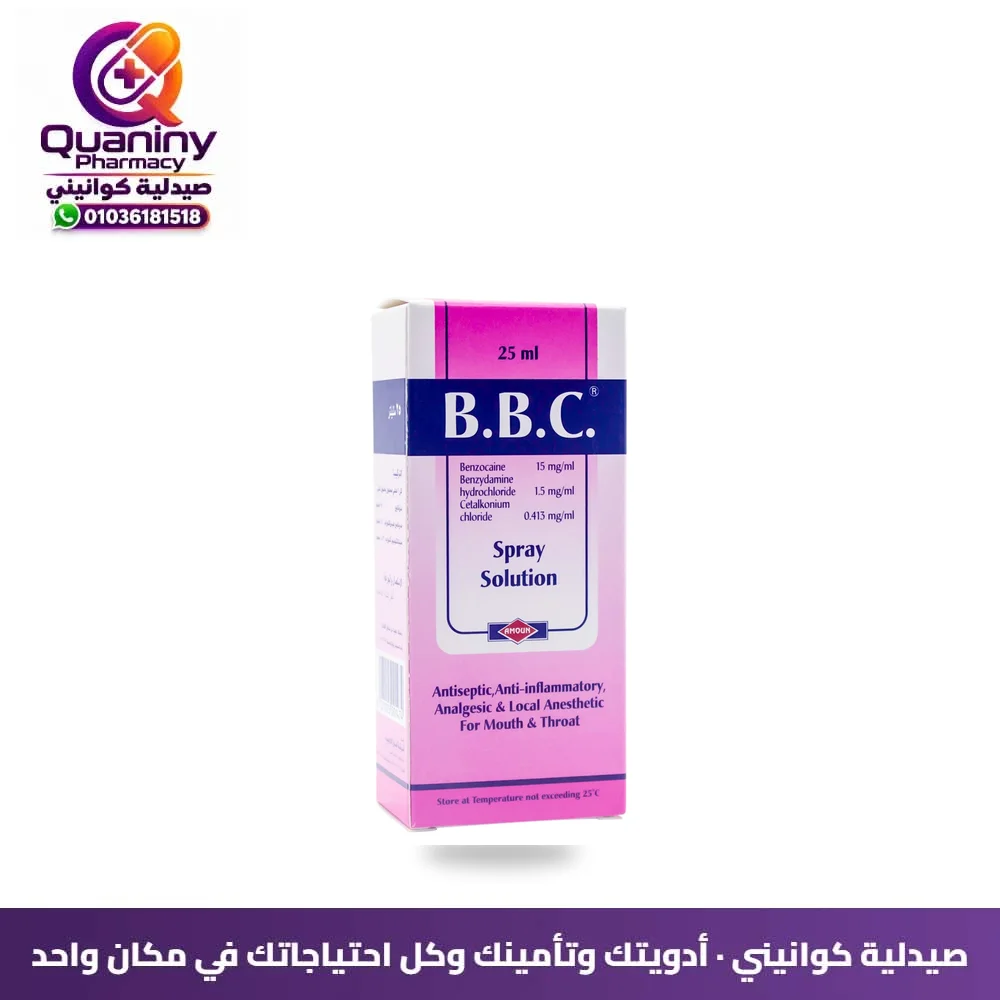 Quaniny
Pharmacy
صيدلية كوانيني
01036181518
25 ml
B.B.C.®
Benzocaine 15 mg/ml
Benzydamine
hydrochloride 1.5 mg/ml
Cetalkonium
chloride 0.413 mg/ml
Spray
Solution
AMOUN
Antiseptic,Anti-inflammatory,
Analgesic & Local Anesthetic
For Mouth & Throat
Store at Temperature not exceeding 25°C
صيدلية كوانيني · أدويتك وتأمينك وكل احتياجاتك في مكان واحد